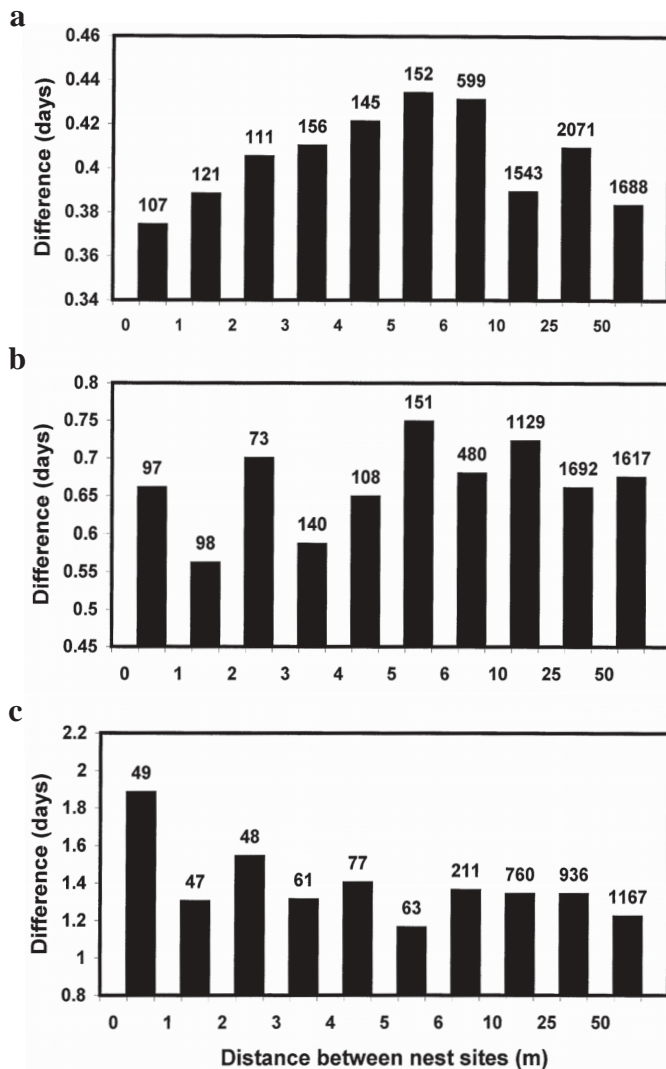 a
0.46
0.44
0.42
0.4
0.38
0.36
0.34
Difference (days)
107 121 111 156 145 152 599 1543 2071 1688
0 1 2 3 4 5 6 10 25 50
b
0.8
0.75
0.7
0.65
0.6
0.55
0.5
0.45
Difference (days)
97 98 73 140 108 151 480 1129 1692 1617
0 1 2 3 4 5 6 10 25 50
c
2.2
2
1.8
1.6
1.4
1.2
1
0.8
Difference (days)
49 47 48 61 77 63 211 760 936 1167
0 1 2 3 4 5 6 10 25 50
Distance between nest sites (m)